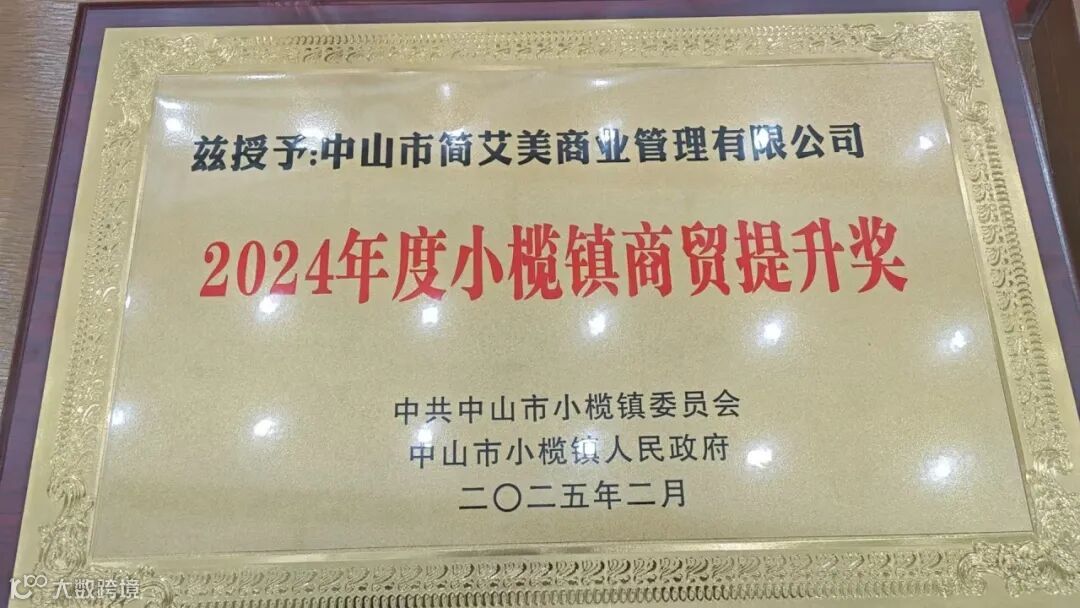 兹授予:中山市简艾美商业管理有限公司
2024年度小榄镇商贸提升奖
中共中山市小榄镇委员会
中山市小榄镇人民政府
二〇二五年二月
大数跨境